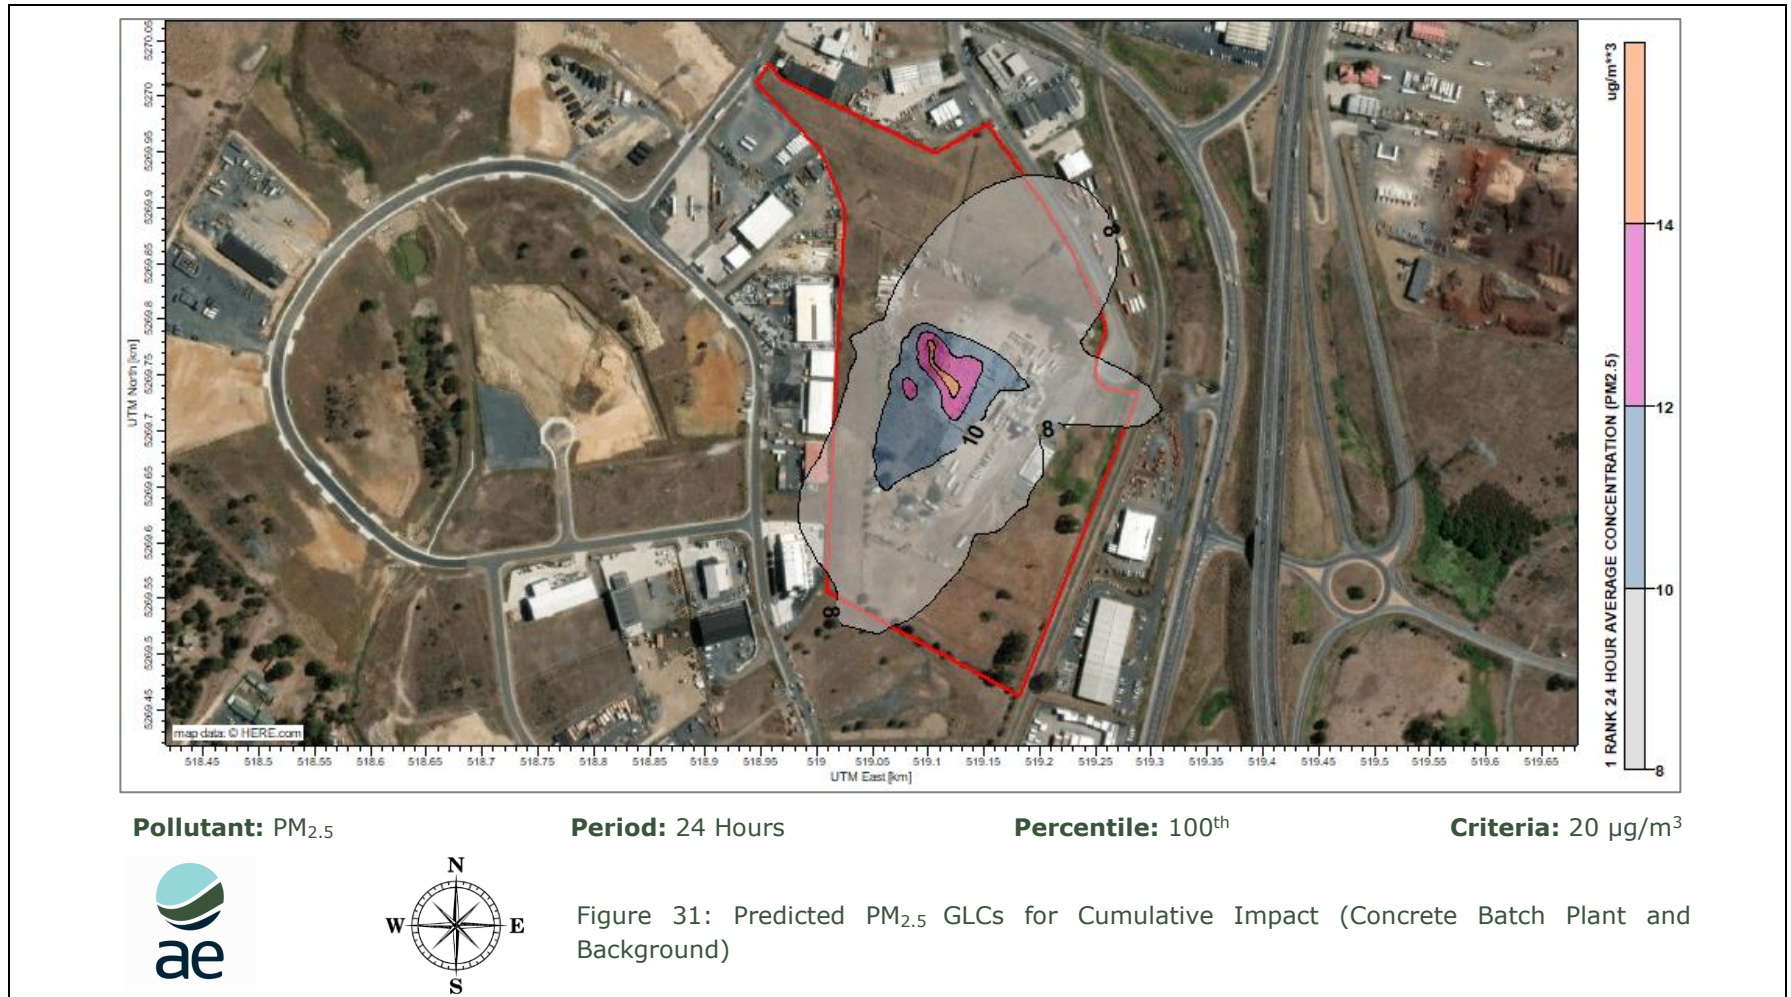 5270.05
5270
5269.95
5269.9
5269.85
5269.8
5269.75
5269.7
5269.65
5269.6
5269.55
5269.5
5269.45
UTM North [km]
8
10
8
8
map data: © HERE.com
518.45 518.5 518.55 518.6 518.65 518.7 518.75 518.8 518.85 518.9 518.95 519 519.05 519.1 519.15 519.2 519.25 519.3 519.35 519.4 519.45 519.5 519.55 519.6 519.65
UTM East [km]
1 RANK 24 HOUR AVERAGE CONCENTRATION (PM2.5) ug/m**3
14
12
10
8
Pollutant: PM2.5 Period: 24 Hours Percentile: 100th Criteria: 20 µg/m3
ae
N
W E
S
Figure 31: Predicted PM2.5 GLCs for Cumulative Impact (Concrete Batch Plant and
Background)